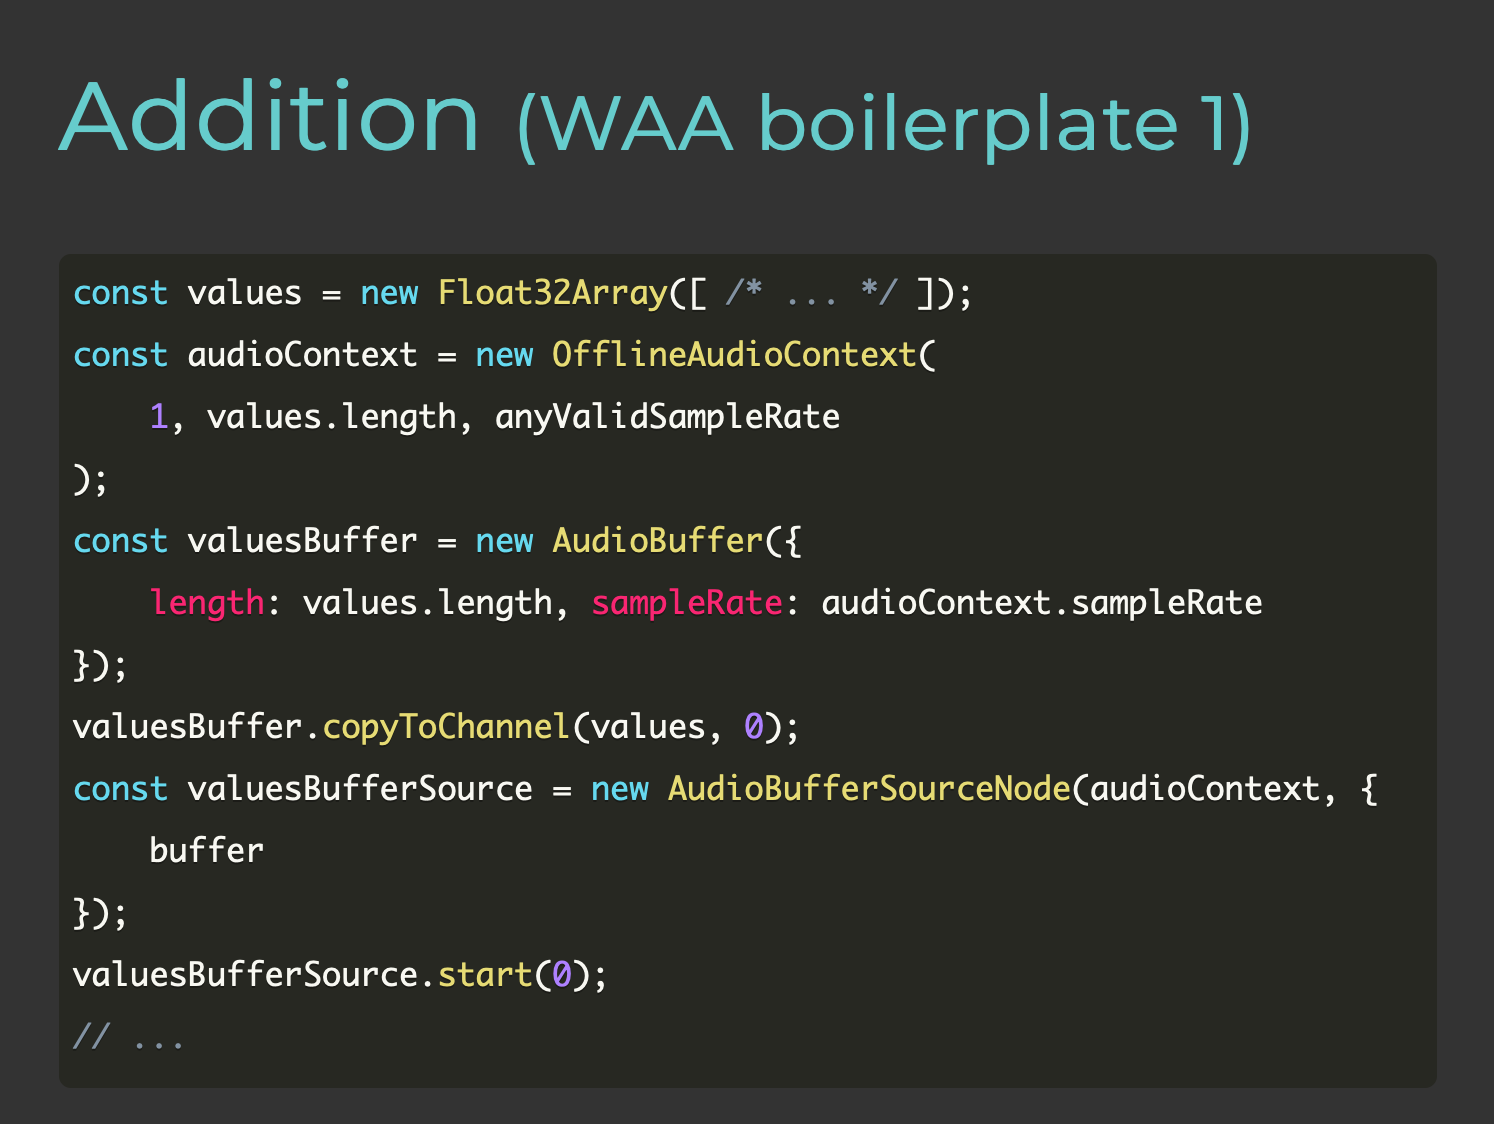 Addition (WAA boilerplate 1)
const values = new Float32Array([ /* ... */ ]);
const audioContext = new OfflineAudioContext(
    1, values.length, anyValidSampleRate
);
const valuesBuffer = new AudioBuffer({
    length: values.length, sampleRate: audioContext.sampleRate
});
valuesBuffer.copyToChannel(values, 0);
const valuesBufferSource = new AudioBufferSourceNode(audioContext, {
    buffer
});
valuesBufferSource.start(0);
// ...